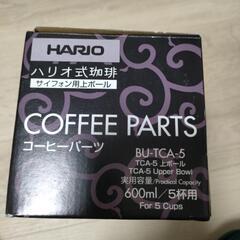 HARIO
ハリオ式珈琲
サイフォン用上ボール
COFFEE PARTS
コーヒーパーツ
BU-TCA-5
TCA-5 上ボール
TCA-5 Upper Bowl
実用容量/Practical Capacity
600ml/5杯用
For 5 Cups